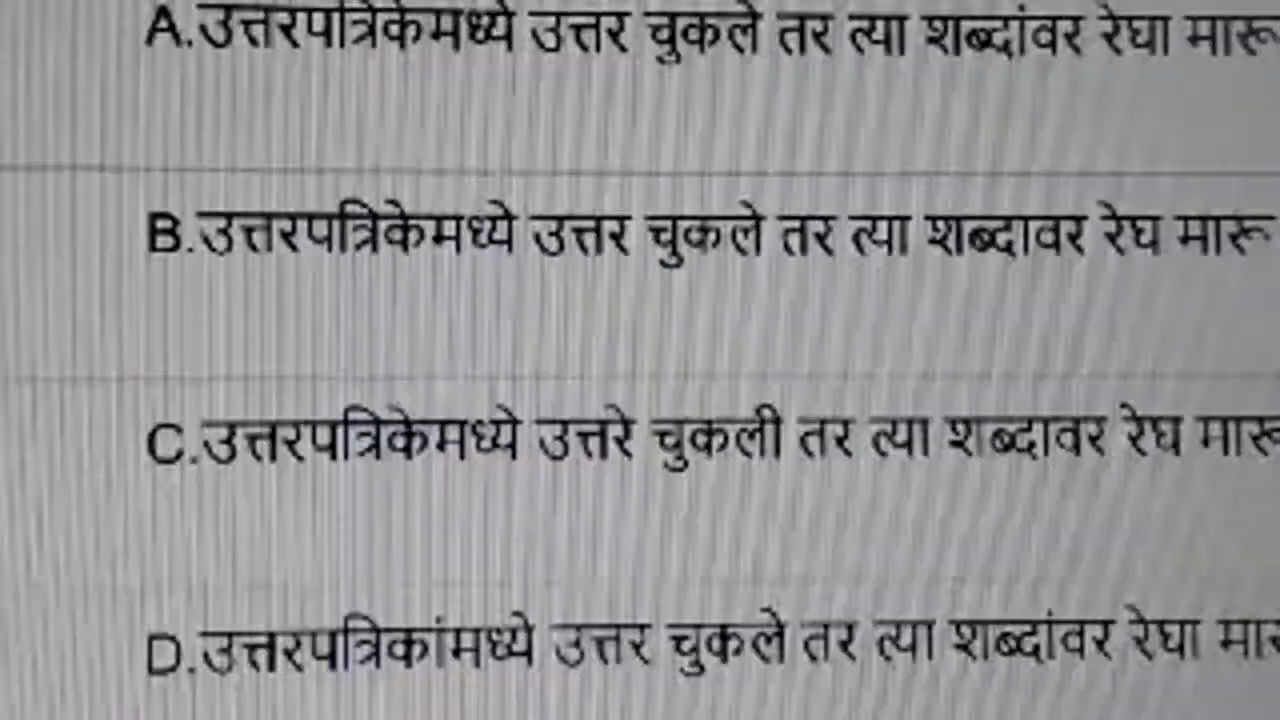 A.उत्तरपत्रिकेमध्ये उत्तर चुकले तर त्या शब्दांवर रेघा मारू
B.उत्तरपत्रिकेमध्ये उत्तर चुकले तर त्या शब्दावर रेघ मारू
C.उत्तरपत्रिकेमध्ये उत्तरे चुकली तर त्या शब्दावर रेघ मारू
D.उत्तरपत्रिकांमध्ये उत्तर चुकले तर त्या शब्दांवर रेघा